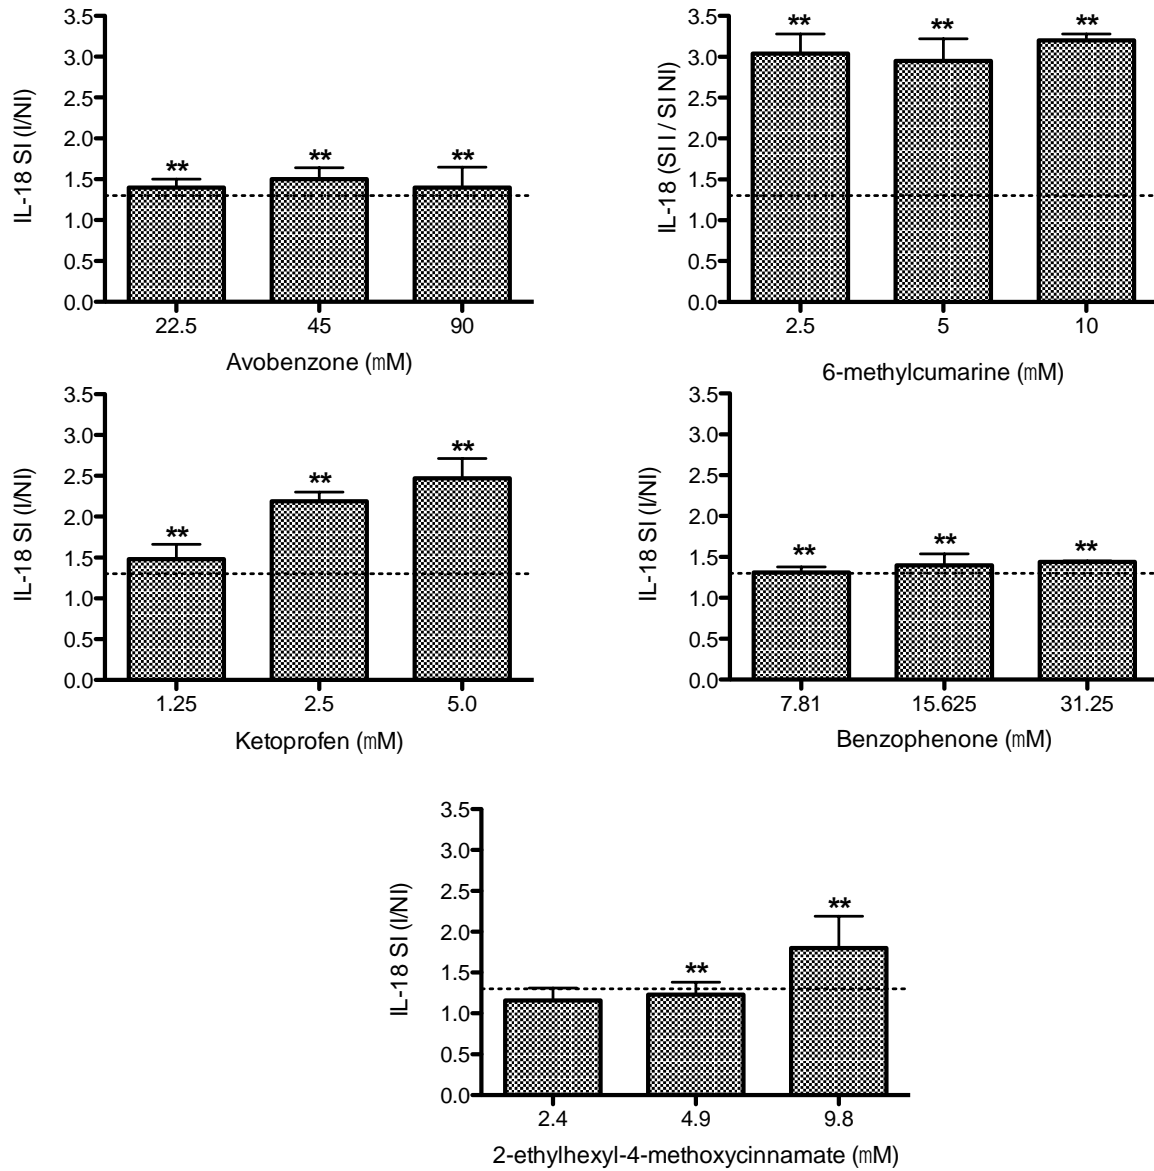 3.5
3.0
2.5
2.0
1.5
1.0
0.5
0.0
IL-18 SI (I/NI)
** ** **
22.5 45 90
Avobenzone (mM)
3.5
3.0
2.5
2.0
1.5
1.0
0.5
0.0
IL-18 (SI I / SI NI)
** ** **
2.5 5 10
6-methylcumarine (mM)
3.5
3.0
2.5
2.0
1.5
1.0
0.5
0.0
IL-18 SI (I/NI)
** ** **
1.25 2.5 5.0
Ketoprofen (mM)
3.5
3.0
2.5
2.0
1.5
1.0
0.5
0.0
IL-18 SI (I/NI)
** ** **
7.81 15.625 31.25
Benzophenone (mM)
3.5
3.0
2.5
2.0
1.5
1.0
0.5
0.0
IL-18 SI (I/NI)
** **
2.4 4.9 9.8
2-ethylhexyl-4-methoxycinnamate (mM)